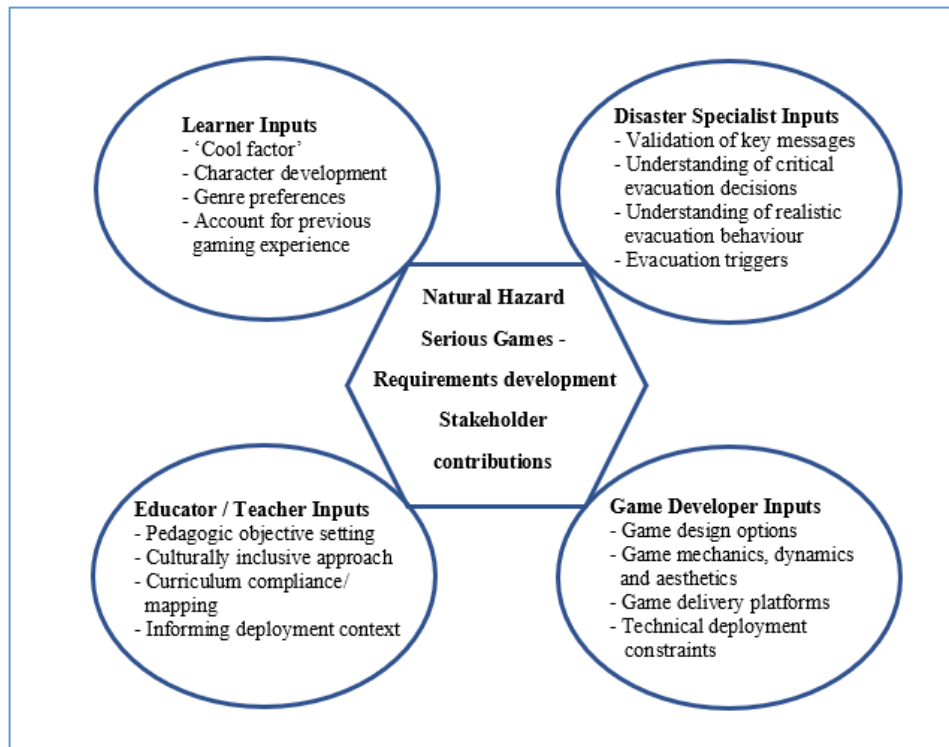 Learner Inputs
- ‘Cool factor’
- Character development
- Genre preferences
- Account for previous
gaming experience
Disaster Specialist Inputs
- Validation of key messages
- Understanding of critical
evacuation decisions
- Understanding of realistic
evacuation behaviour
- Evacuation triggers
Natural Hazard
Serious Games -
Requirements development
Stakeholder
contributions
Educator / Teacher Inputs
- Pedagogic objective setting
- Culturally inclusive approach
- Curriculum compliance/
mapping
- Informing deployment context
Game Developer Inputs
- Game design options
- Game mechanics, dynamics
and aesthetics
- Game delivery platforms
- Technical deployment
constraints